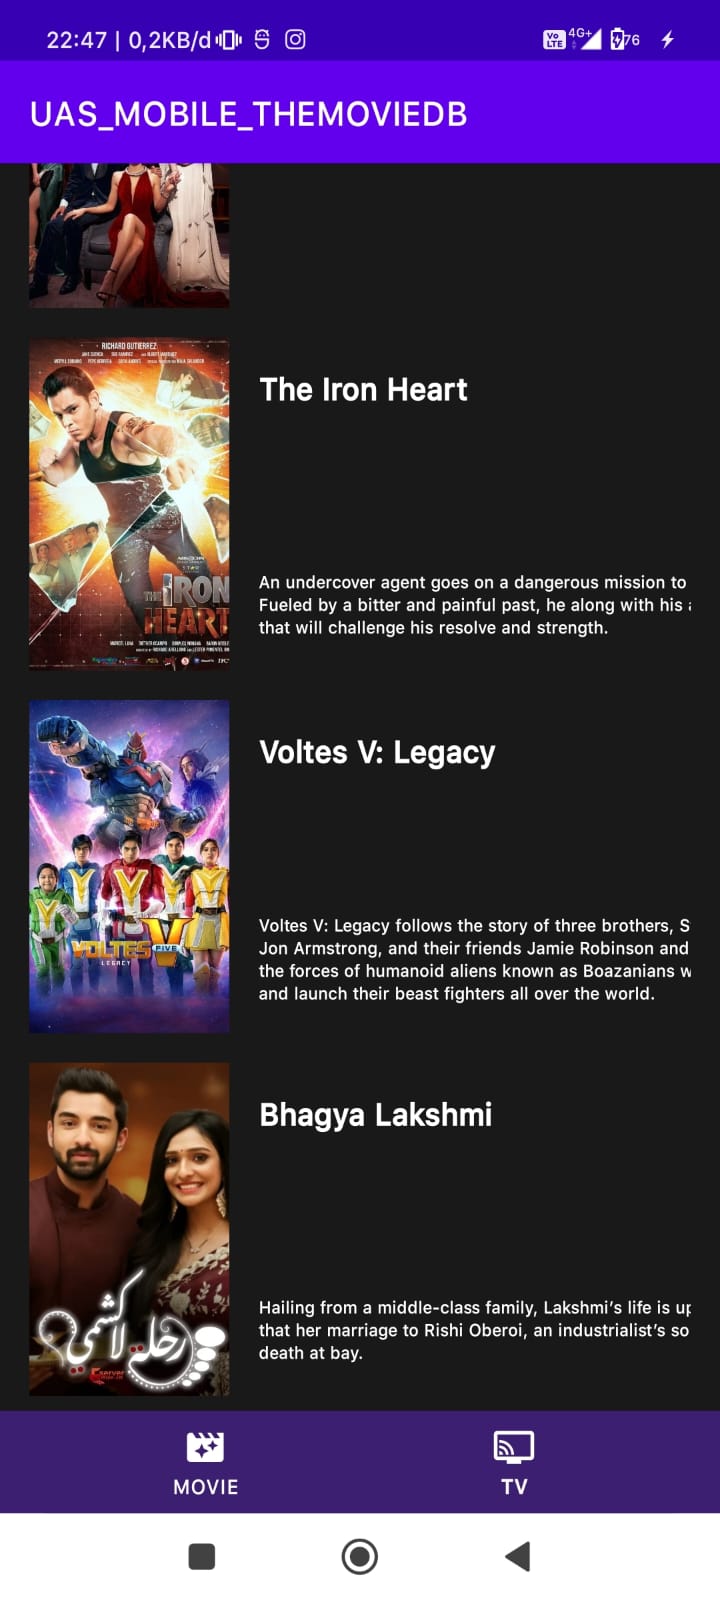 22:47 | 0,2KB/d
Vo
LTE
4G+
76
UAS_MOBILE_THEMOVIEDB
RICHARD GUTIERREZ
THE IRON
HEART
The Iron Heart
An undercover agent goes on a dangerous mission to
Fueled by a bitter and painful past, he along with his
that will challenge his resolve and strength.
VOLTES V
FIVE
LEGACY
Voltes V: Legacy
Voltes V: Legacy follows the story of three brothers, S
Jon Armstrong, and their friends Jamie Robinson and
the forces of humanoid aliens known as Boazanians w
and launch their beast fighters all over the world.
رحلة لاكشمي
Bhagya Lakshmi
Hailing from a middle-class family, Lakshmi’s life is up
that her marriage to Rishi Oberoi, an industrialist’s so
death at bay.
MOVIE
TV